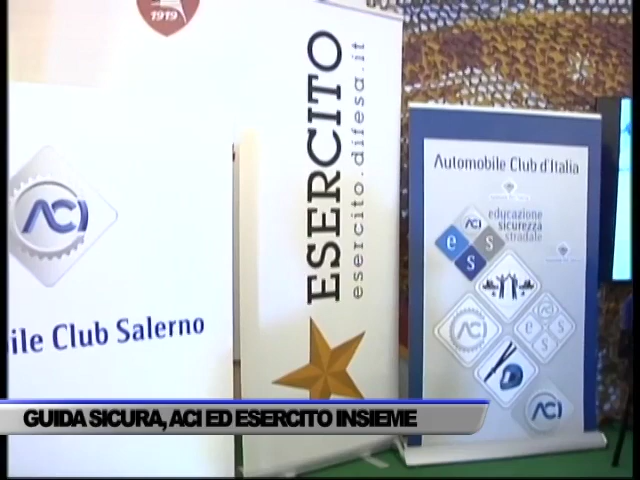 1919
ACI
ile Club Salerno
ESERCITO
esercito.difesa.it
Automobile Club d'Italia
ACI
educazione
sicurezza
stradale
e s
s
ACI
e s
s
ACI
ACI
GUIDA SICURA, ACI ED ESERCITO INSIEME